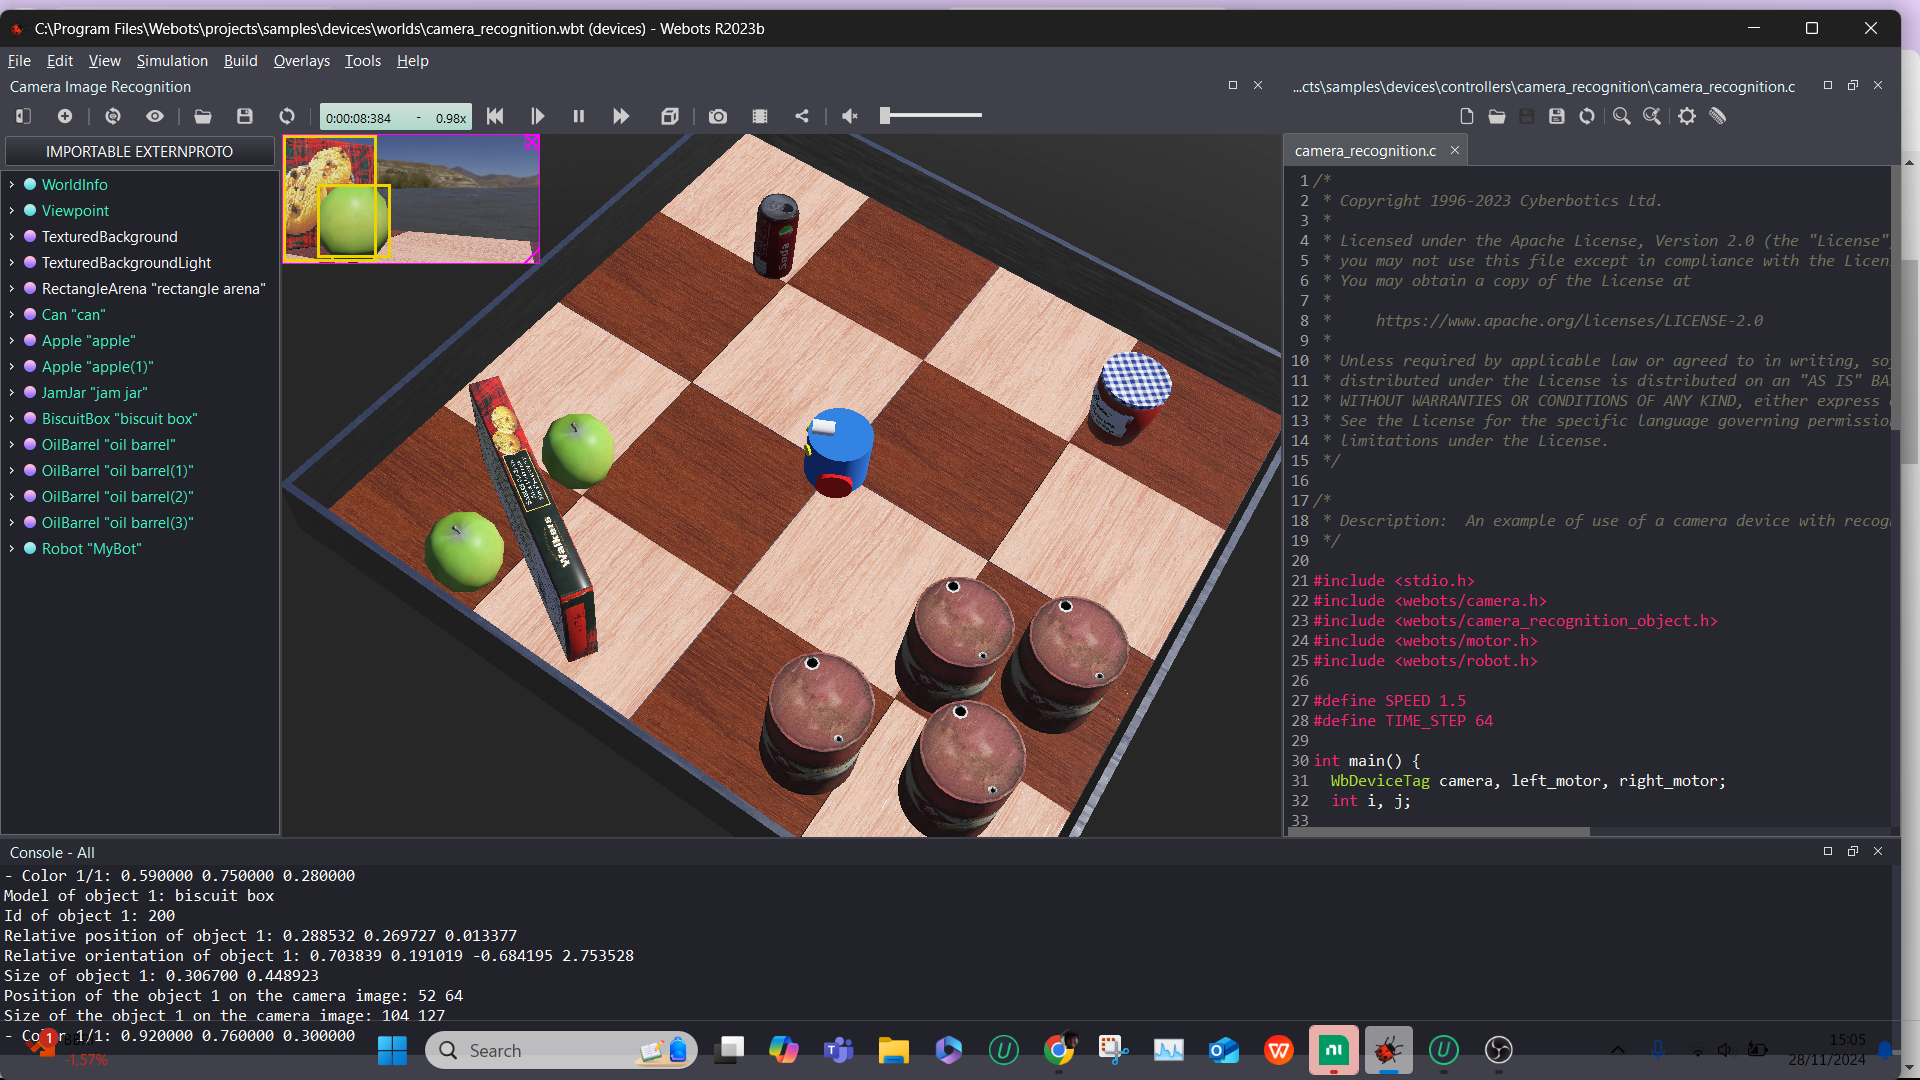 C:\Program Files\Webots\projects\samples\devices\worlds\camera_recognition.wbt (devices) - Webots R2023b
File Edit View Simulation Build Overlays Tools Help
Camera Image Recognition
...cts\samples\devices\controllers\camera_recognition\camera_recognition.c
0:00:08:384 - 0.98x
IMPORTABLE EXTERNPROTO
WorldInfo
Viewpoint
TexturedBackground
TexturedBackgroundLight
RectangleArena "rectangle arena"
Can "can"
Apple "apple"
Apple "apple(1)"
JamJar "jam jar"
BiscuitBox "biscuit box"
OilBarrel "oil barrel"
OilBarrel "oil barrel(1)"
OilBarrel "oil barrel(2)"
OilBarrel "oil barrel(3)"
Robot "MyBot"
Soda
Walkers
camera_recognition.c
1 /*
2 * Copyright 1996-2023 Cyberbotics Ltd.
3 *
4 * Licensed under the Apache License, Version 2.0 (the "License"
5 * you may not use this file except in compliance with the Licen
6 * You may obtain a copy of the License at
7 *
8 * https://www.apache.org/licenses/LICENSE-2.0
9 *
10 * Unless required by applicable law or agreed to in writing, so
11 * distributed under the License is distributed on an "AS IS" BA
12 * WITHOUT WARRANTIES OR CONDITIONS OF ANY KIND, either express
13 * See the License for the specific language governing permissio
14 * limitations under the License.
15 */
16
17 /*
18 * Description: An example of use of a camera device with recog
19 */
20
21 #include <stdio.h>
22 #include <webots/camera.h>
23 #include <webots/camera_recognition_object.h>
24 #include <webots/motor.h>
25 #include <webots/robot.h>
26
27 #define SPEED 1.5
28 #define TIME_STEP 64
29
30 int main() {
31 WbDeviceTag camera, left_motor, right_motor;
32 int i, j;
33
Console - All
- Color 1/1: 0.590000 0.750000 0.280000
Model of object 1: biscuit box
Id of object 1: 200
Relative position of object 1: 0.288532 0.269727 0.013377
Relative orientation of object 1: 0.703839 0.191019 -0.684195 2.753528
Size of object 1: 0.306700 0.448923
Position of the object 1 on the camera image: 52 64
Size of the object 1 on the camera image: 104 127
- Color 1/1: 0.920000 0.760000 0.300000
1
-1,57%
Search
15:05
28/11/2024